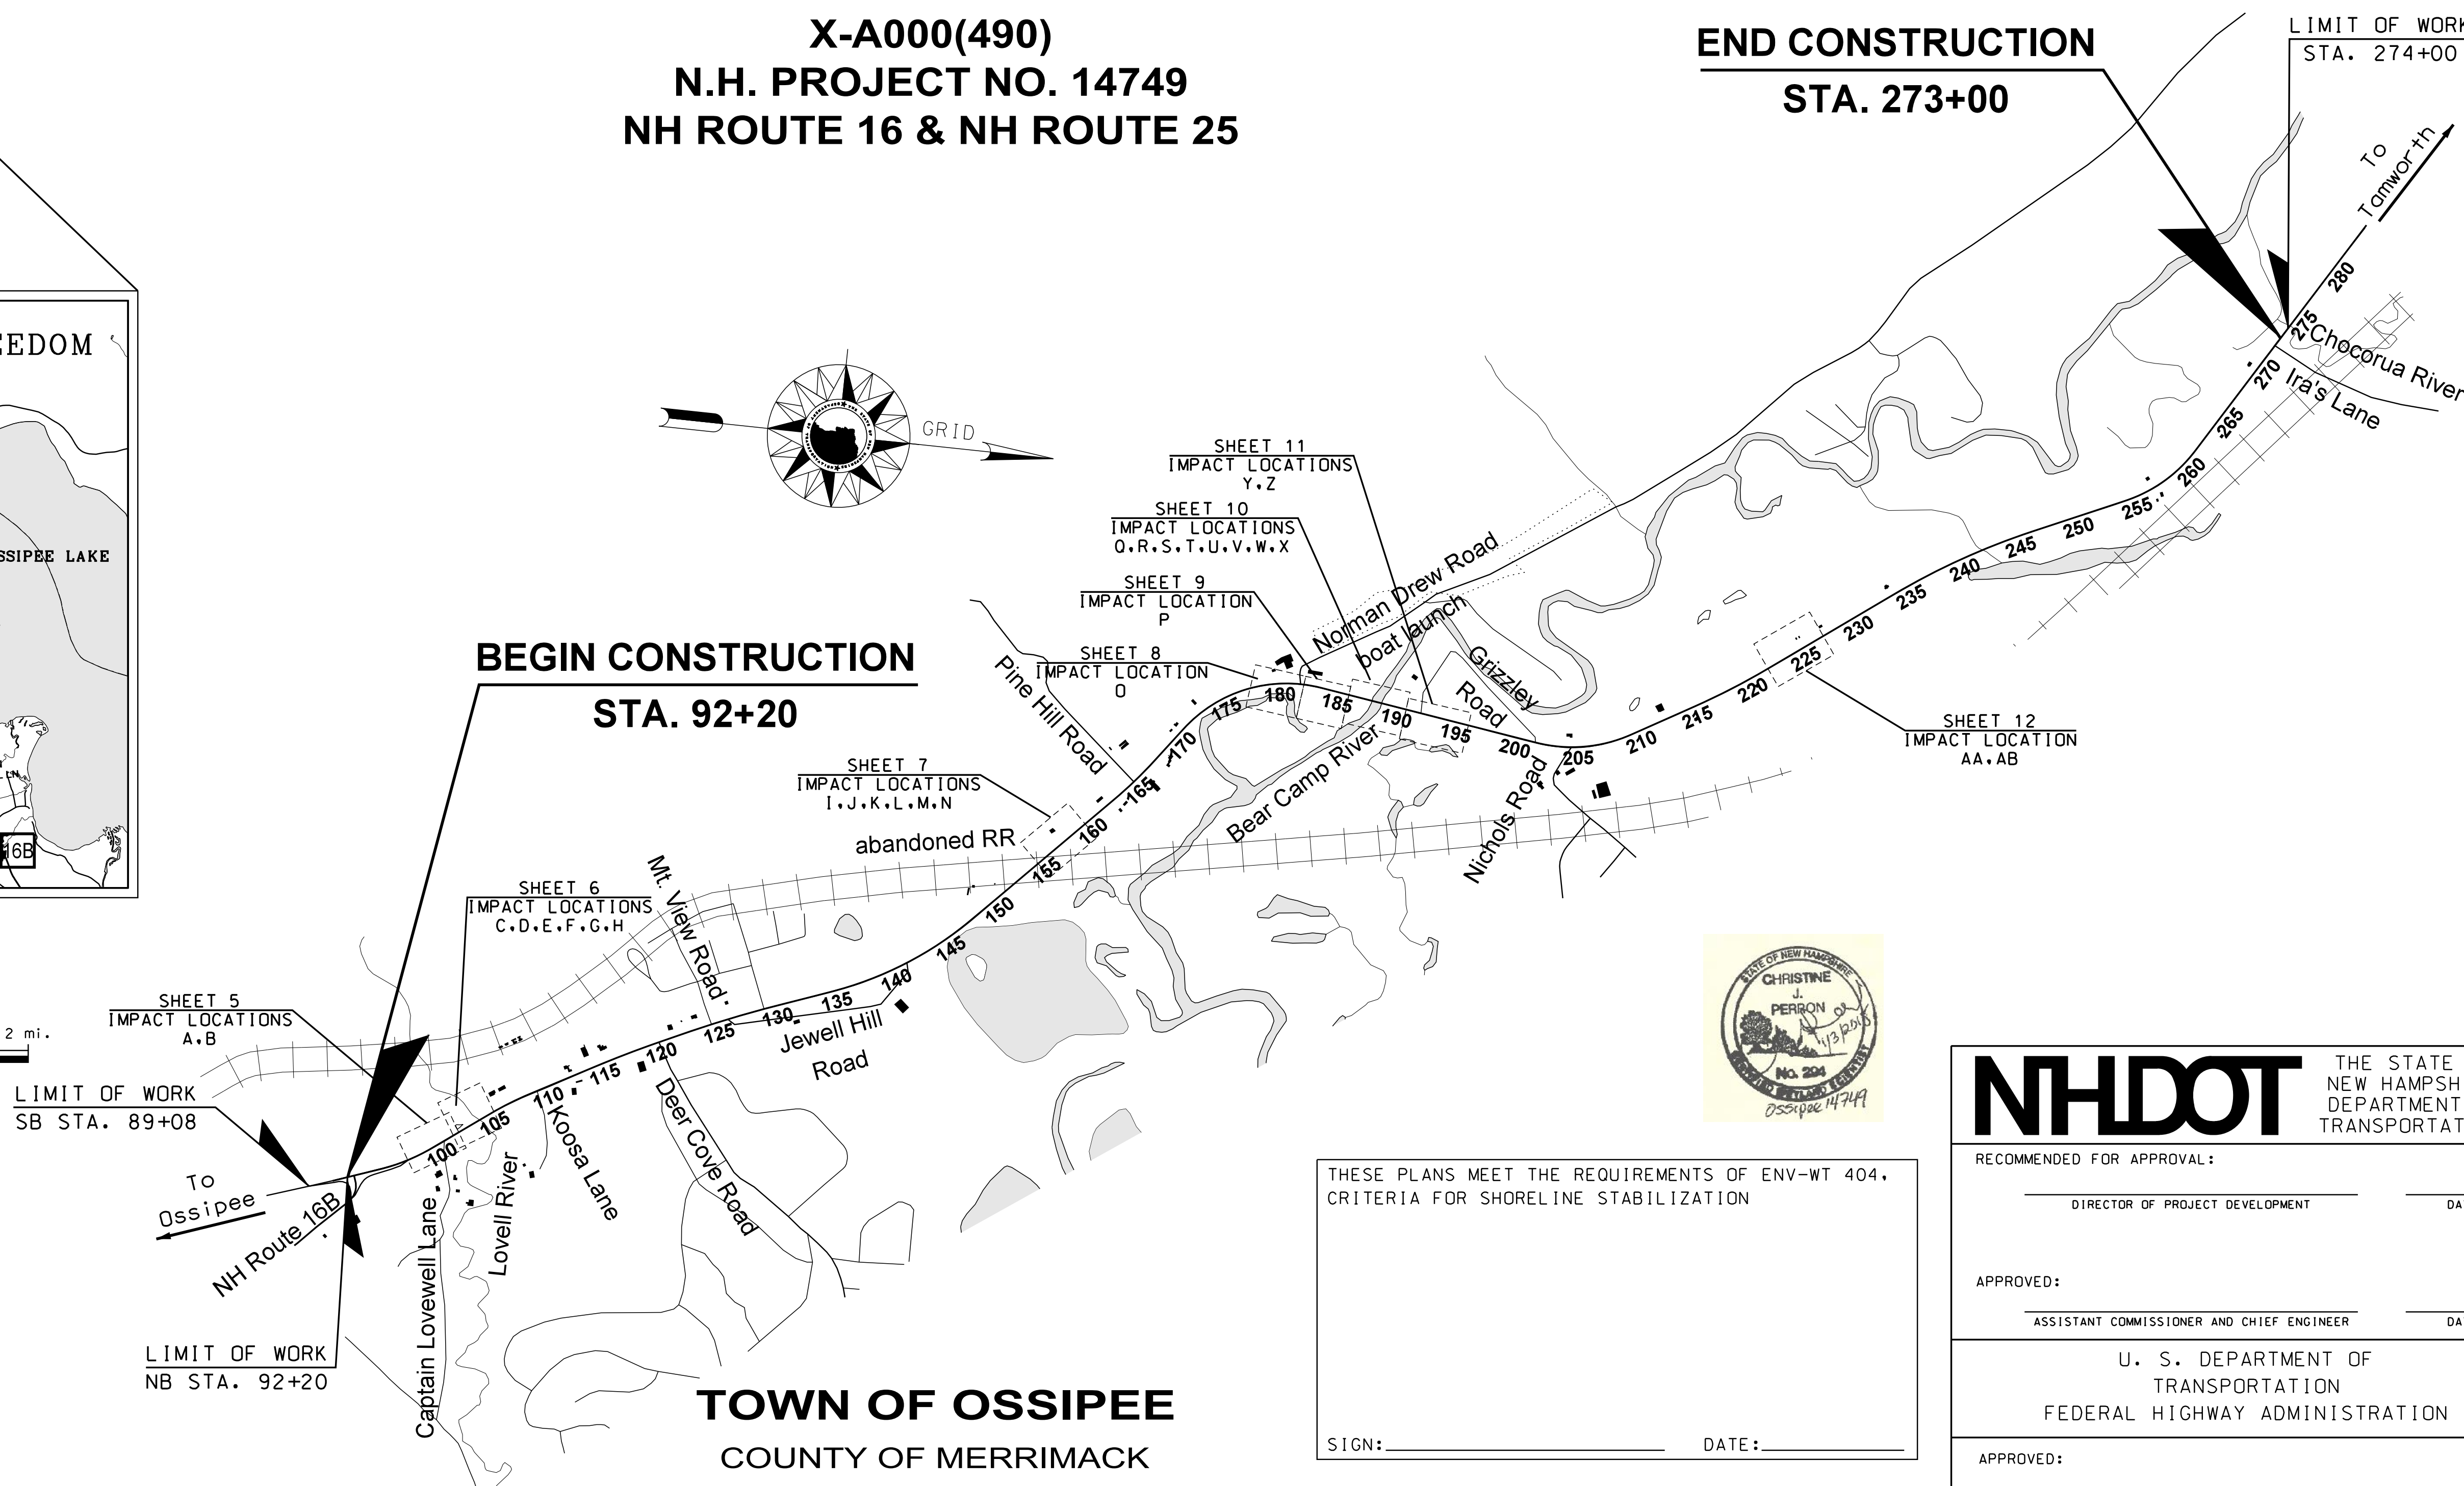 X-A000(490)
N.H. PROJECT NO. 14749
NH ROUTE 16 & NH ROUTE 25
END CONSTRUCTION
STA. 273+00
LIMIT OF WORK
STA. 274+00
To
Tamworth
EEDOM
SSIPEE LAKE
16B
2 mi.
GRID
BEGIN CONSTRUCTION
STA. 92+20
SHEET 11
IMPACT LOCATIONS
Y,Z
SHEET 10
IMPACT LOCATIONS
Q,R,S,T,U,V,W,X
SHEET 9
IMPACT LOCATION
P
SHEET 8
IMPACT LOCATION
O
SHEET 7
IMPACT LOCATIONS
I,J,K,L,M,N
SHEET 6
IMPACT LOCATIONS
C,D,E,F,G,H
SHEET 5
IMPACT LOCATIONS
A,B
SHEET 12
IMPACT LOCATION
AA,AB
LIMIT OF WORK
SB STA. 89+08
To
Ossipee
NH Route 16B
LIMIT OF WORK
NB STA. 92+20
Captain Lovewell Lane
Lovell River
Koosa Lane
Deer Cove Road
Jewell Hill
Road
Mt. View Road
abandoned RR
Pine Hill Road
Norman Drew Road
boat launch
Grizzley
Road
Bear Camp River
Nichols Road
Chocorua River
Ira's Lane
100
105
110
115
120
125
130
135
140
145
150
155
160
165
170
175
180
185
190
195
200
205
210
215
220
225
230
235
240
245
250
255
260
265
270
275
280
TOWN OF OSSIPEE
COUNTY OF MERRIMACK
STATE OF NEW HAMPSHIRE
CHRISTINE
J.
PERRON
No. 294
CERTIFIED WETLAND SCIENTIST
Ossipee 14749
THESE PLANS MEET THE REQUIREMENTS OF ENV-WT 404,
CRITERIA FOR SHORELINE STABILIZATION
SIGN:
DATE:
NHDOT
THE STATE
NEW HAMPSH
DEPARTMENT
TRANSPORTAT
RECOMMENDED FOR APPROVAL:
DIRECTOR OF PROJECT DEVELOPMENT
DA
APPROVED:
ASSISTANT COMMISSIONER AND CHIEF ENGINEER
DA
U. S. DEPARTMENT OF
TRANSPORTATION
FEDERAL HIGHWAY ADMINISTRATION
APPROVED: